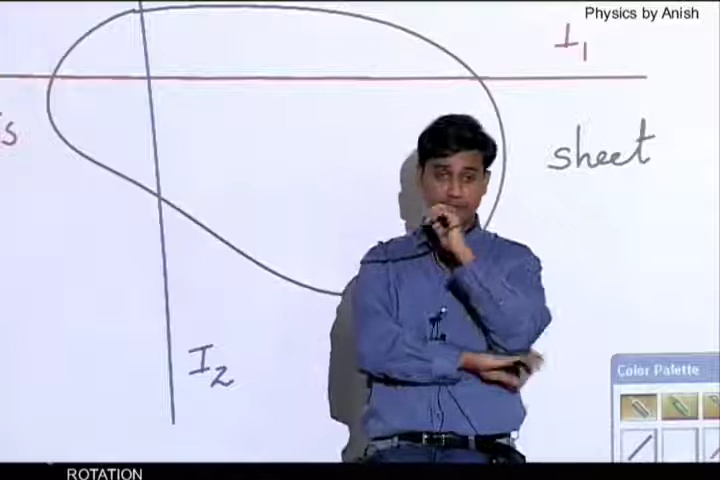 Physics by Anish
I1
s
sheet
I2
Color Palette
ROTATION